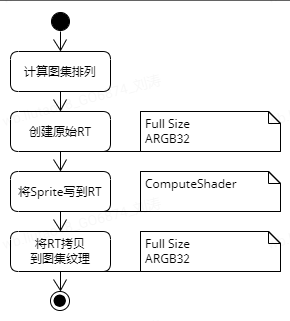 计算图集排列
创建原始RT
Full Size
ARGB32
将Sprite写到RT
ComputeShader
将RT拷贝
到图集纹理
Full Size
ARGB32